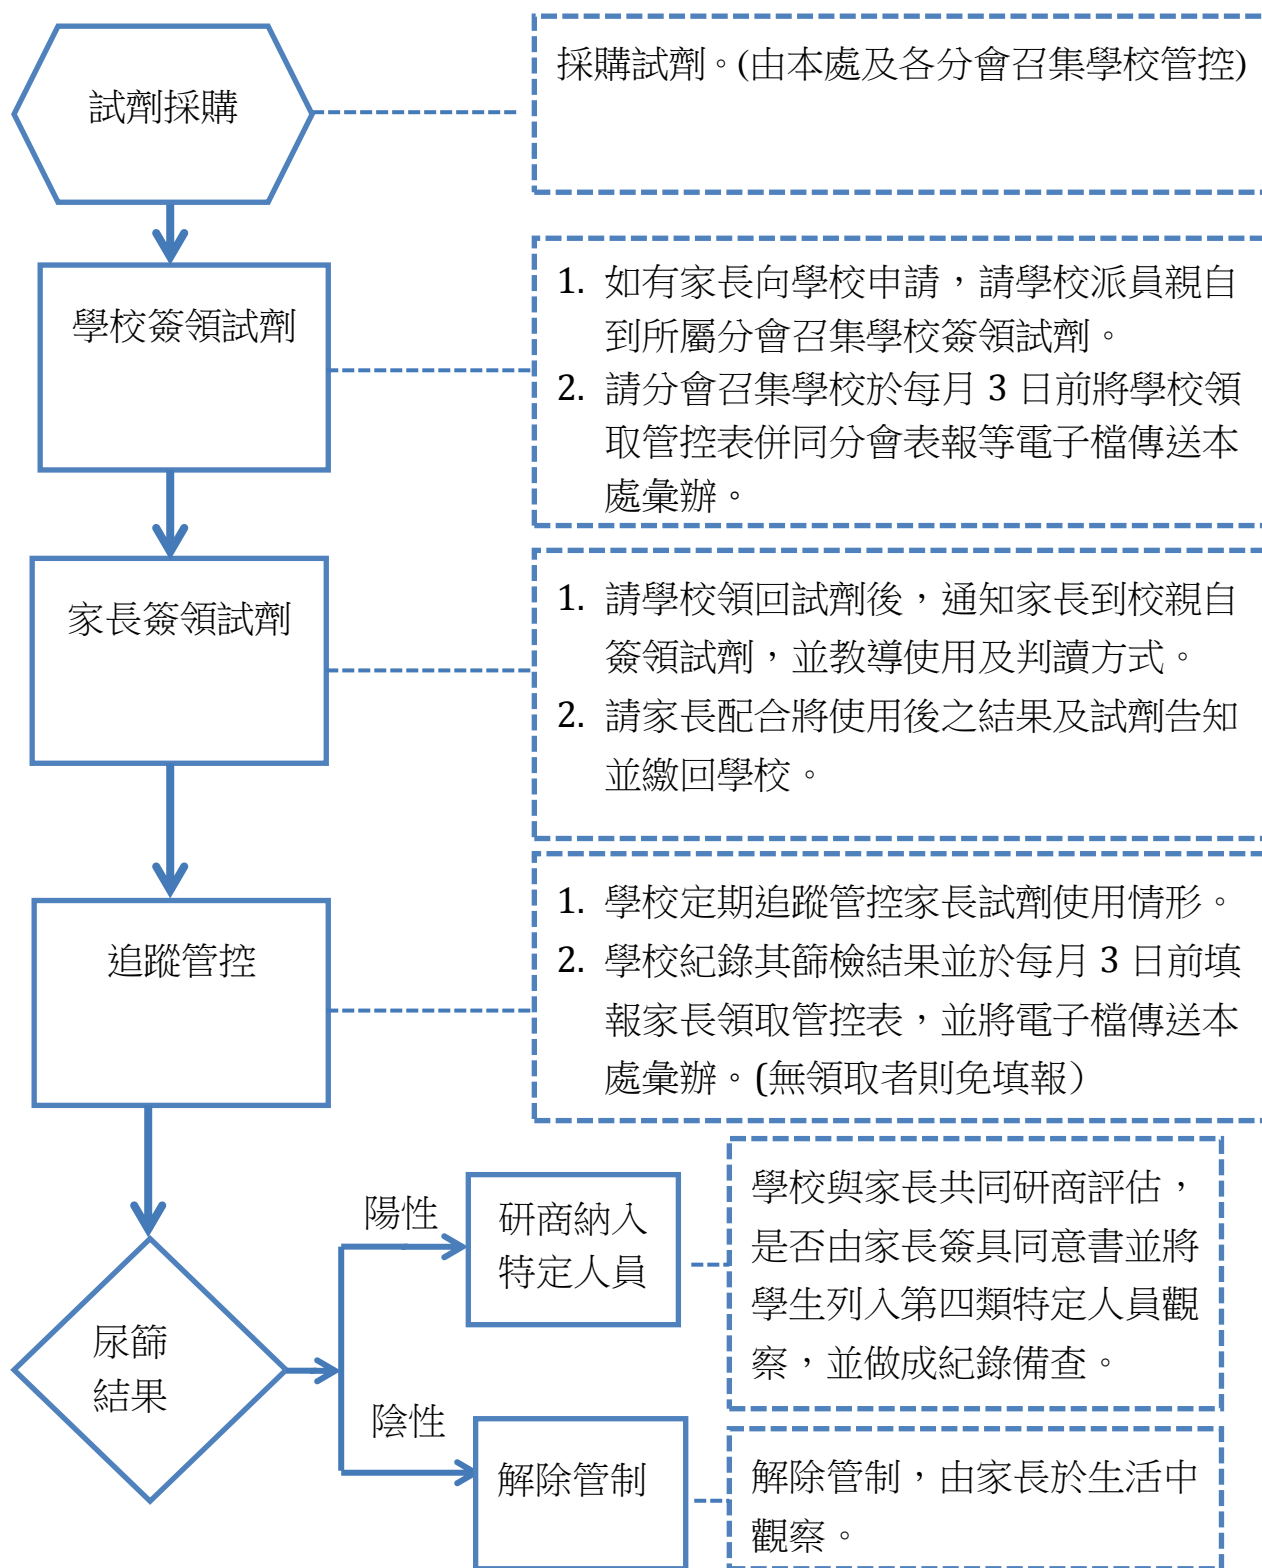 試劑採購
採購試劑。(由本處及各分會召集學校管控)
學校簽領試劑
1. 如有家長向學校申請，請學校派員親自
到所屬分會召集學校簽領試劑。
2. 請分會召集學校於每月 3 日前將學校領
取管控表併同分會表報等電子檔傳送本
處彙辦。
家長簽領試劑
1. 請學校領回試劑後，通知家長到校親自
簽領試劑，並教導使用及判讀方式。
2. 請家長配合將使用後之結果及試劑告知
並繳回學校。
追蹤管控
1. 學校定期追蹤管控家長試劑使用情形。
2. 學校紀錄其篩檢結果並於每月 3 日前填
報家長領取管控表，並將電子檔傳送本
處彙辦。(無領取者則免填報）
尿篩
結果
陽性
研商納入
特定人員
學校與家長共同研商評估，
是否由家長簽具同意書並將
學生列入第四類特定人員觀
察，並做成紀錄備查。
陰性
解除管制
解除管制，由家長於生活中
觀察。